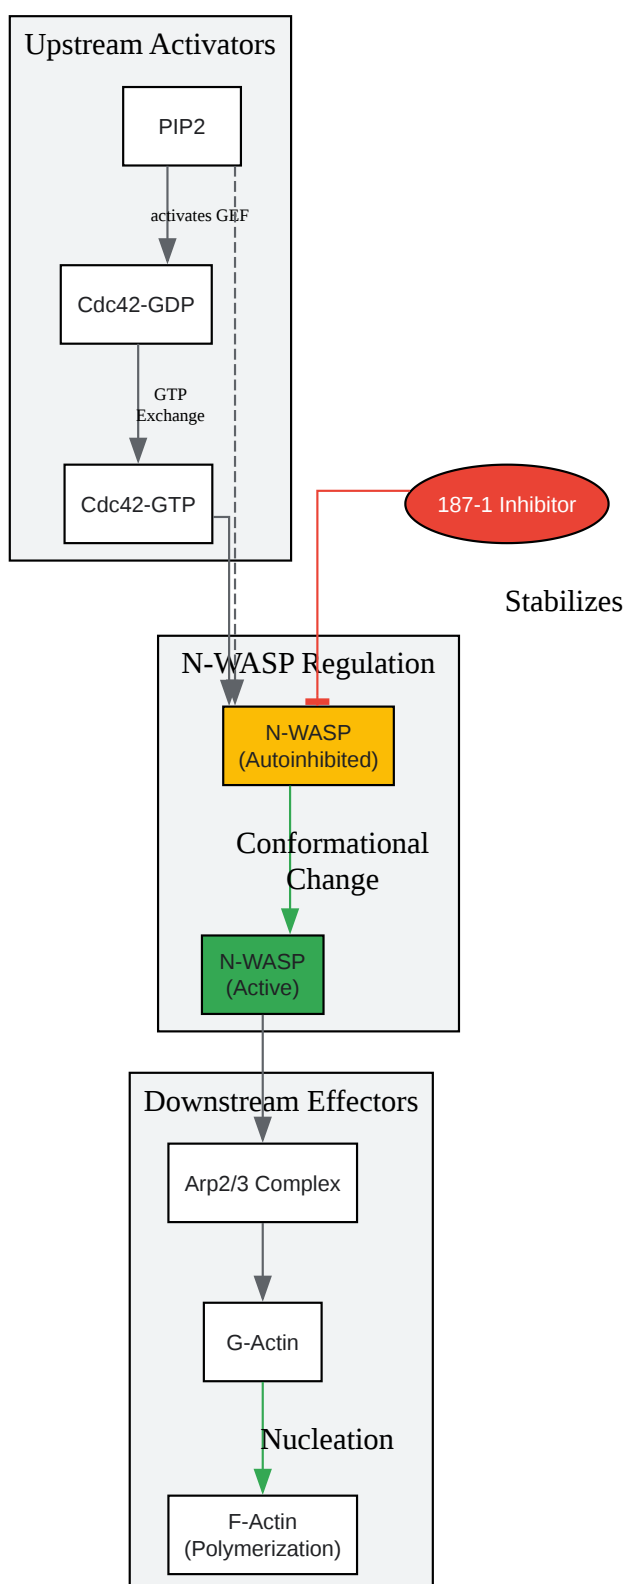 Upstream Activators
PIP2
activates GEF
Cdc42-GDP
GTP
Exchange
Cdc42-GTP
187-1 Inhibitor
Stabilizes
N-WASP Regulation
N-WASP
(Autoinhibited)
Conformational
Change
N-WASP
(Active)
Downstream Effectors
Arp2/3 Complex
G-Actin
Nucleation
F-Actin
(Polymerization)